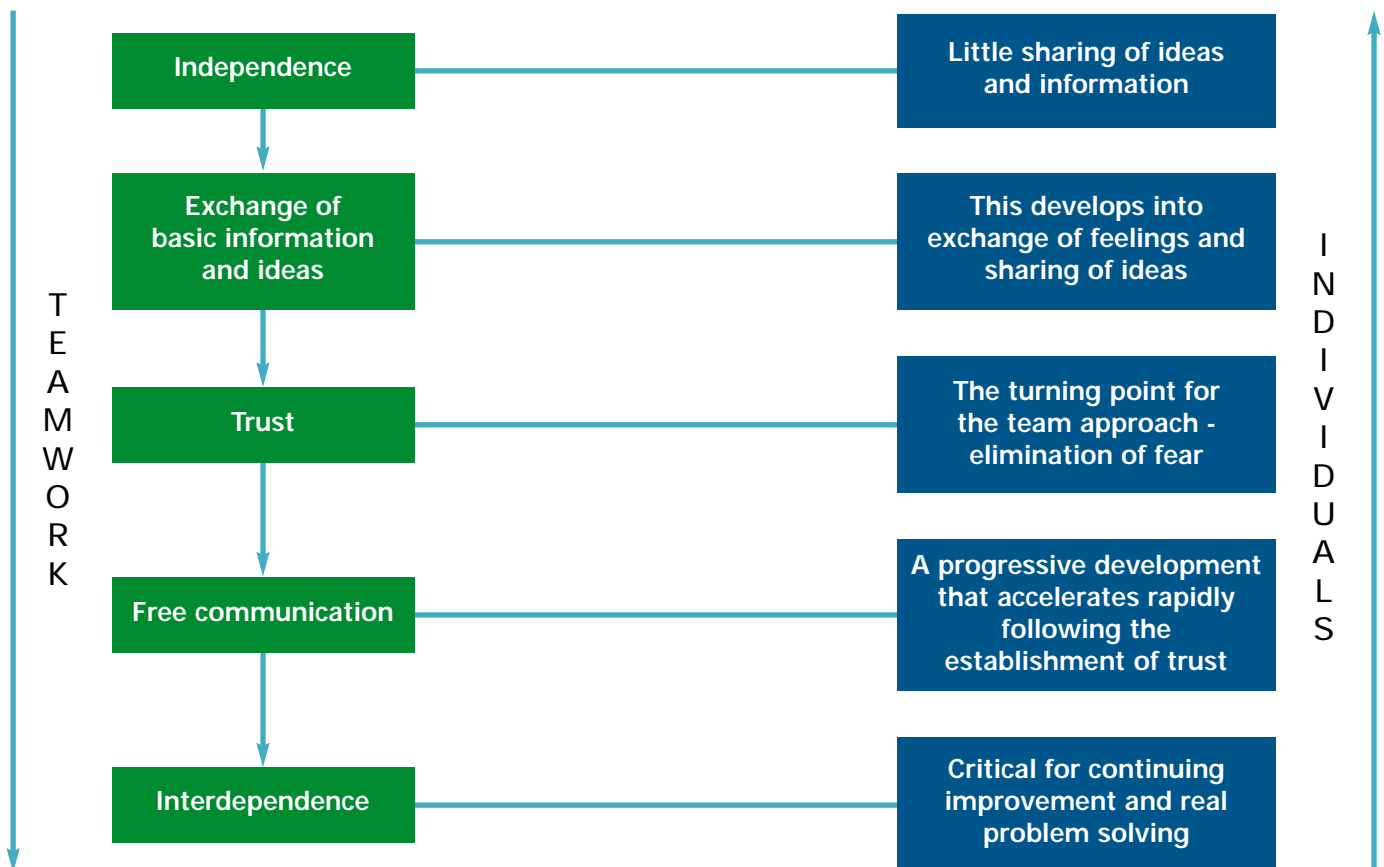 Independence
Little sharing of ideas
and information
Exchange of
basic information
and ideas
This develops into
exchange of feelings and
sharing of ideas
Trust
The turning point for
the team approach -
elimination of fear
Free communication
A progressive development
that accelerates rapidly
following the
establishment of trust
Interdependence
Critical for continuing
improvement and real
problem solving
TEAMWORK
INDIVIDUALS